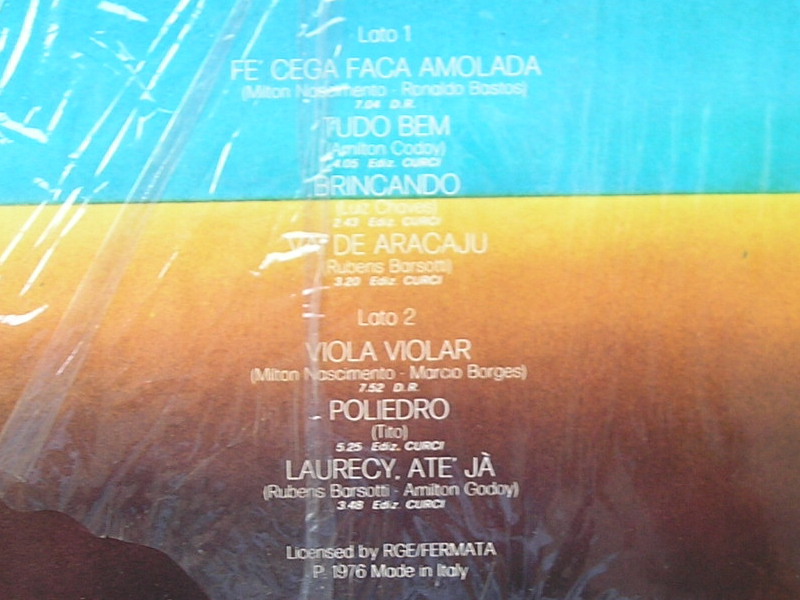 Lato 1
FE' CEGA FACA AMOLADA
(Milton Nascimento - Ronaldo Bastos)
7.04 D.R.
TUDO BEM
(Amilton Godoy)
4.05 Ediz. CURCI
BRINCANDO
(Luiz Chaves)
2.43 Ediz. CURCI
DE ARACAJU
(Rubens Barsotti)
3.20 Ediz. CURCI
Lato 2
VIOLA VIOLAR
(Milton Nascimento - Marcio Borges)
7.52 D.R.
POLIEDRO
(Tito)
5.25 Ediz. CURCI
LAURECY, ATE' JÀ
(Rubens Barsotti - Amilton Godoy)
3.48 Ediz. CURCI
Licensed by RGE/FERMATA
P. 1976 Made in Italy